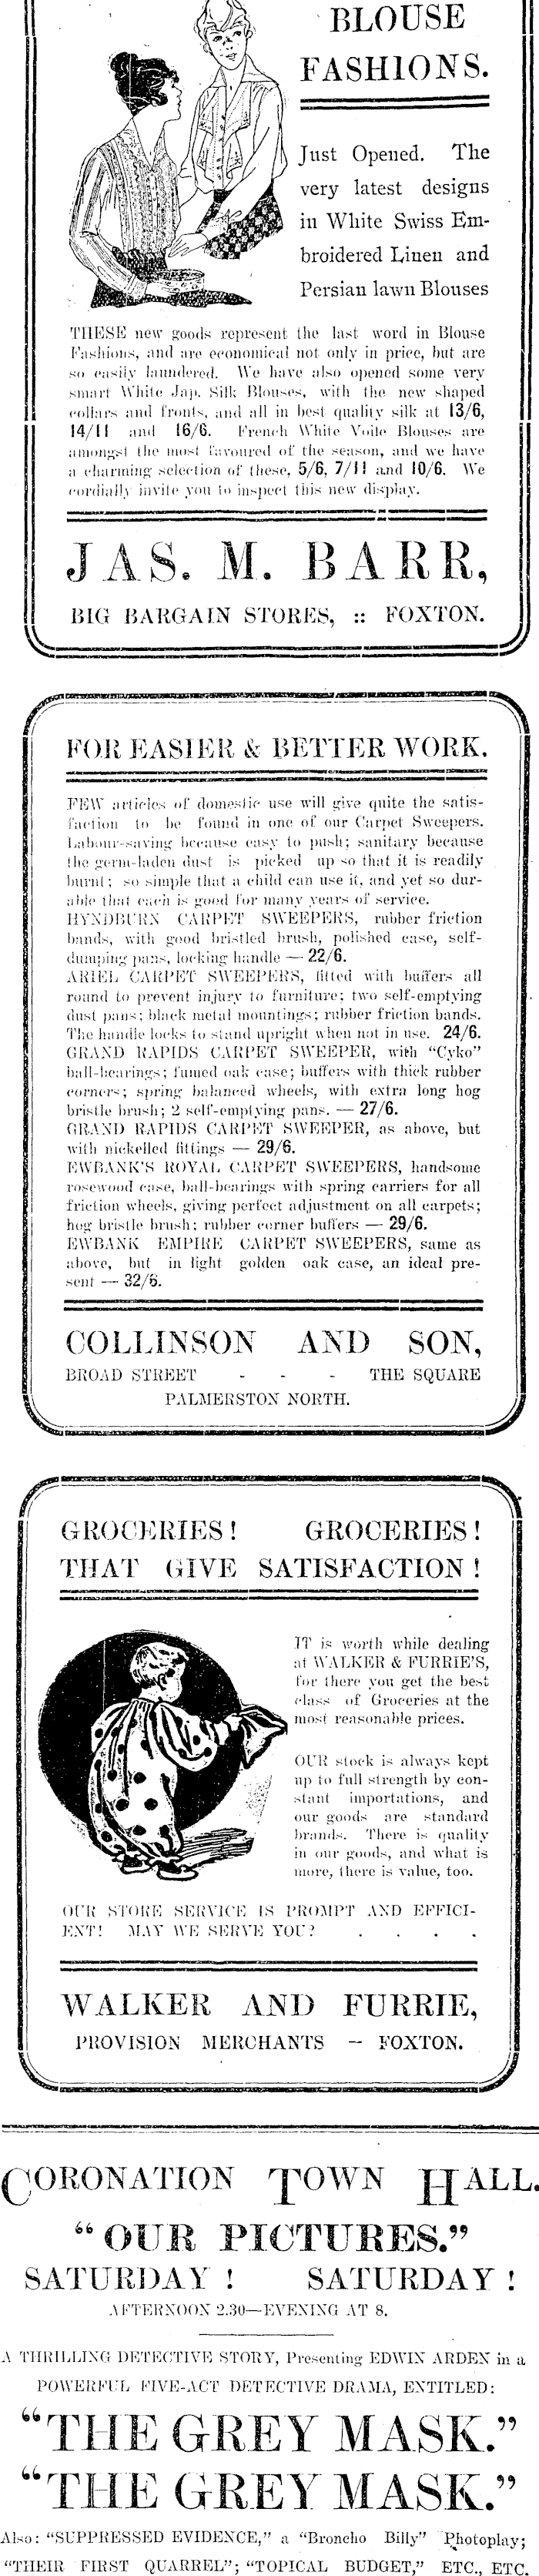 BLOUSE
FASHIONS.
Just Opened. The
very latest designs
in White Swiss Em-
broidered Linen and
Persian lawn Blouses
THESE new goods represent the last word in Blouse
Fashions, and are economical not only in price, but are
so easily laundered. We have also opened some very
smart White Jap. Silk Blouses, with the new shaped
collars and fronts, and all in best quality silk at 13/6,
14/11 and 16/6. French White Voile Blouses are
amongst the most favoured of the season, and we have
a charming selection of these, 5/6, 7/11 and 10/6. We
cordially invite you to inspect this new display.
JAS. M. BARR,
BIG BARGAIN STORES, :: FOXTON.
FOR EASIER & BETTER WORK.
FEW articles of domestic use will give quite the satis-
faction to be found in one of our Carpet Sweepers.
Labour-saving because easy to push; sanitary because
the germ-laden dust is picked up so that it is readily
burnt; so simple that a child can use it, and yet so dur-
able that each is good for many years of service.
HYNDBURN CARPET SWEEPERS, rubber friction
bands, with good bristled brush, polished case, self-
dumping pans, locking handle — 22/6.
ARIEL CARPET SWEEPERS, fitted with buffers all
round to prevent injury to furniture; two self-emptying
dust pans; black metal mountings; rubber friction bands.
The handle locks to stand upright when not in use. 24/6.
GRAND RAPIDS CARPET SWEEPER, with "Cyko"
ball-bearings; fumed oak case; buffers with thick rubber
corners; spring balanced wheels, with extra long hog
bristle brush; 2 self-emptying pans. — 27/6.
GRAND RAPIDS CARPET SWEEPER, as above, but
with nickelled fittings — 29/6.
EWBANK'S ROYAL CARPET SWEEPERS, handsome
rosewood case, ball-bearings with spring carriers for all
friction wheels, giving perfect adjustment on all carpets;
hog bristle brush; rubber corner buffers — 29/6.
EWBANK EMPIRE CARPET SWEEPERS, same as
above, but in light golden oak case, an ideal pre-
sent — 32/6.
COLLINSON AND SON,
BROAD STREET - - - THE SQUARE
PALMERSTON NORTH.
GROCERIES! GROCERIES!
THAT GIVE SATISFACTION!
IT is worth while dealing
at WALKER & FURRIE'S,
for there you get the best
class of Groceries at the
most reasonable prices.
OUR stock is always kept
up to full strength by con-
stant importations, and
our goods are standard
brands. There is quality
in our goods, and what is
more, there is value, too.
OUR STORE SERVICE IS PROMPT AND EFFICI-
ENT! MAY WE SERVE YOU? . . . .
WALKER AND FURRIE,
PROVISION MERCHANTS – FOXTON.
CORONATION TOWN HALL.
"OUR PICTURES."
SATURDAY! SATURDAY!
AFTERNOON 2.30—EVENING AT 8.
A THRILLING DETECTIVE STORY, Presenting EDWIN ARDEN in a
POWERFUL FIVE-ACT DETECTIVE DRAMA, ENTITLED:
"THE GREY MASK."
"THE GREY MASK."
Also: "SUPPRESSED EVIDENCE," a "Broncho Billy" Photoplay;
"THEIR FIRST QUARREL"; "TOPICAL BUDGET," ETC., ETC.